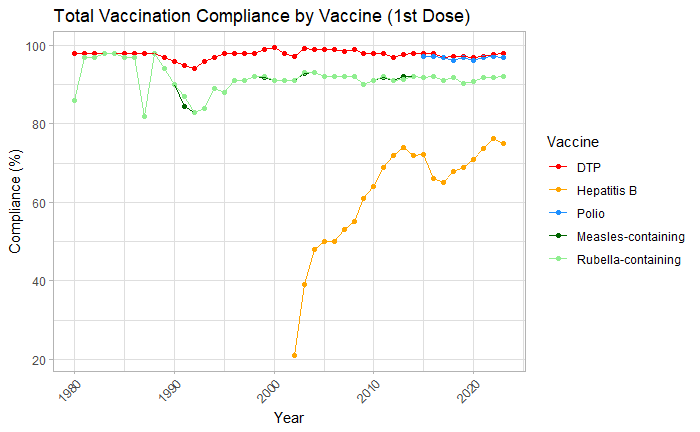 Total Vaccination Compliance by Vaccine (1st Dose)
Compliance (%)
100
80
60
40
20
1980
1990
2000
2010
2020
Year
Vaccine
DTP
Hepatitis B
Polio
Measles-containing
Rubella-containing